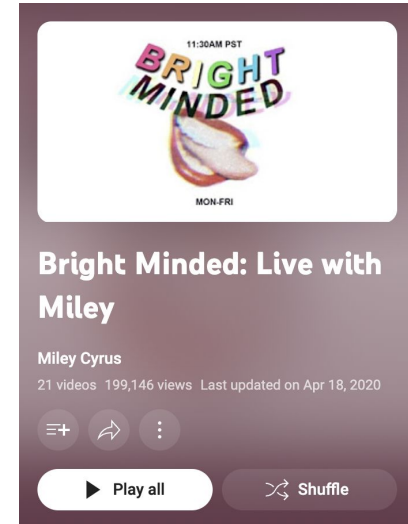 11:30AM PST
BRIGHT
MINDED
MON-FRI
Bright Minded: Live with
Miley
Miley Cyrus
21 videos 199,146 views Last updated on Apr 18, 2020
Play all
Shuffle